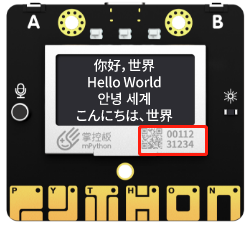 A
B
你好，世界
Hello World
안녕 세계
こんにちは、世界
掌控板
mPython
00112
31234
P Y T H O N